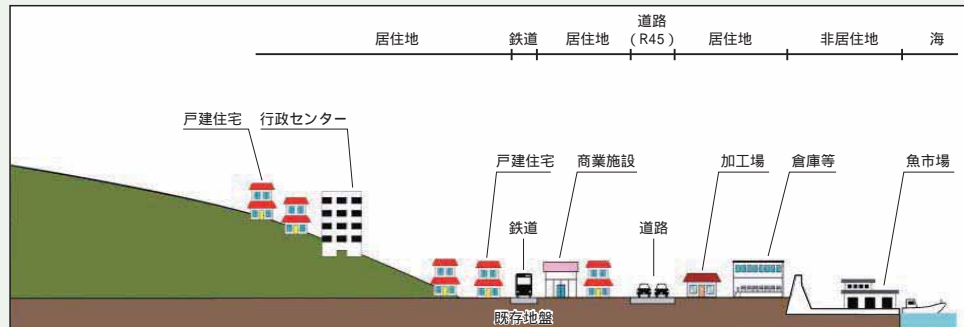 居住地
鉄道
居住地
道路
(R45)
居住地
非居住地
海
戸建住宅
行政センター
戸建住宅
商業施設
加工場
倉庫等
魚市場
鉄道
道路
既存地盤